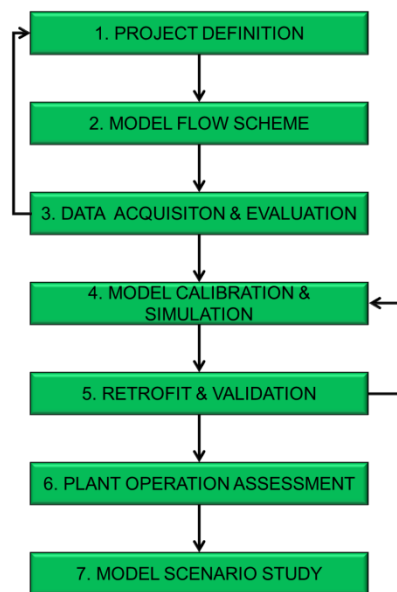 1. PROJECT DEFINITION
2. MODEL FLOW SCHEME
3. DATA ACQUISITON & EVALUATION
4. MODEL CALIBRATION &
SIMULATION
5. RETROFIT & VALIDATION
6. PLANT OPERATION ASSESSMENT
7. MODEL SCENARIO STUDY